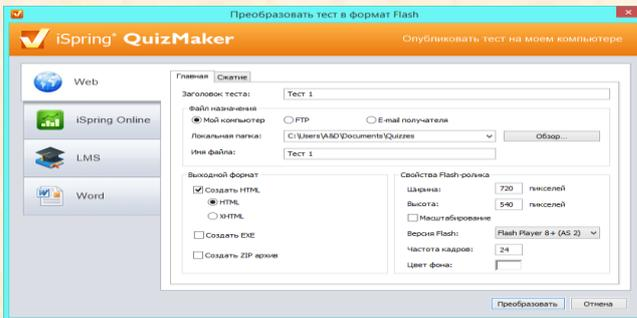 Преобразовать тест в формат Flash
iSpring QuizMaker
Опубликовать тест на моем компьютере
Web
iSpring Online
LMS
Word
Главная Сжатие
Заголовок теста: Тест 1
Файл назначения
Мой компьютер FTP E-mail получателя
Локальная папка: C:\Users\A&D\Documents\Quizzes Обзор...
Имя файла: Тест 1
Выходной формат
Создать HTML
HTML
XHTML
Создать EXE
Создать ZIP архив
Свойства Flash-ролика
Ширина: 720 пикселей
Высота: 540 пикселей
Масштабирование
Версия Flash: Flash Player 8+ (AS 2)
Частота кадров: 24
Цвет фона:
Преобразовать Отмена